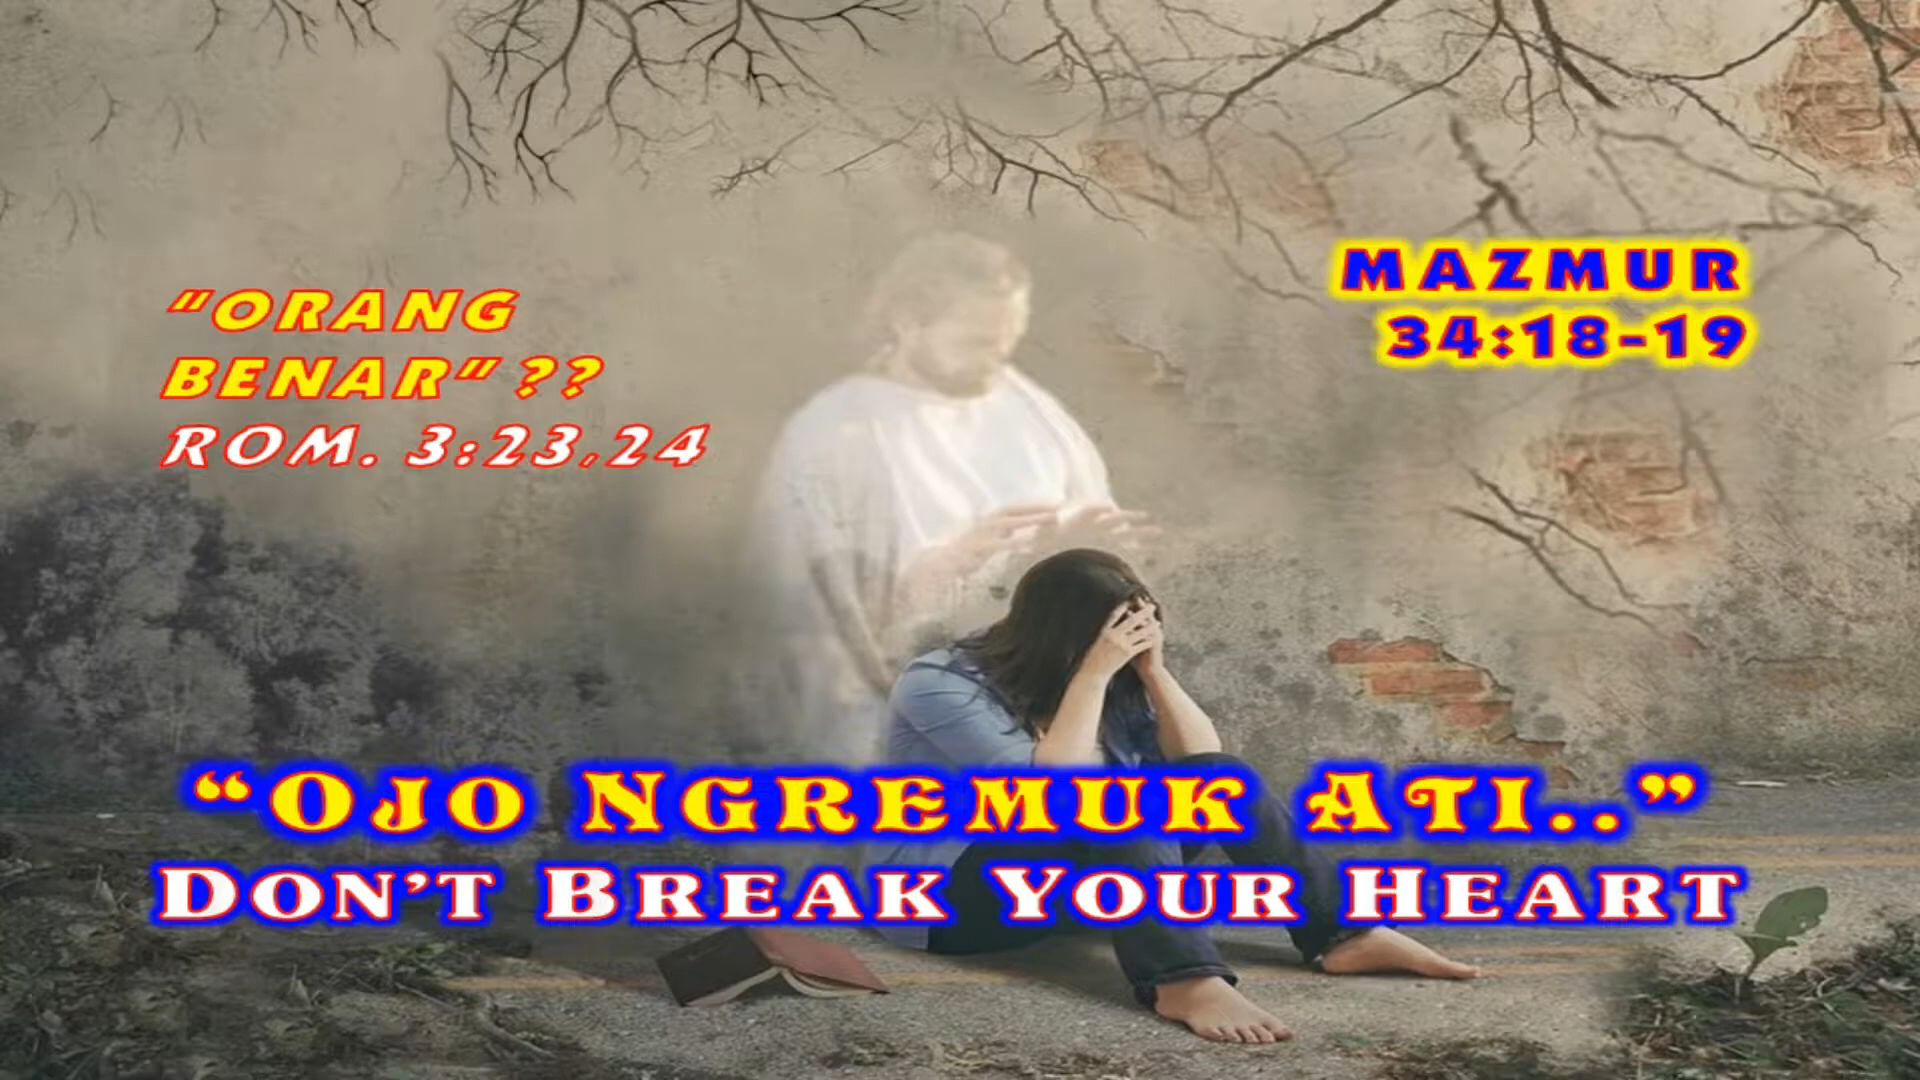 "ORANG
BENAR"??
ROM. 3:23,24
MAZMUR
34:18-19
"Ojo Ngremuk Ati.."
Don't Break Your Heart